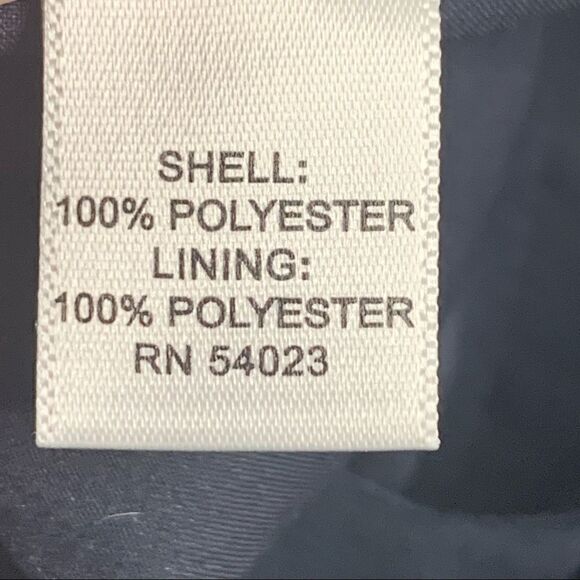 SHELL:
100% POLYESTER
LINING:
100% POLYESTER
RN 54023